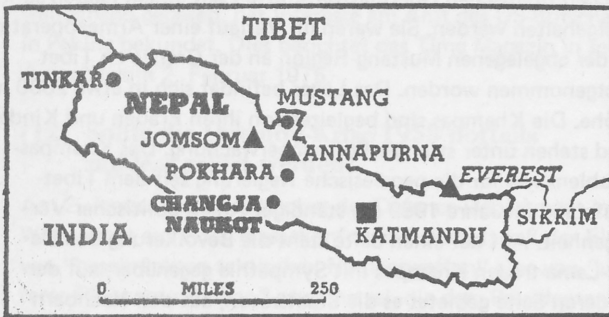 TIBET
TINKAR
NEPAL
MUSTANG
JOMSOM
ANNAPURNA
POKHARA
EVEREST
CHANGJA
NAUKOT
SIKKIM
INDIA
KATMANDU
0 MILES 250